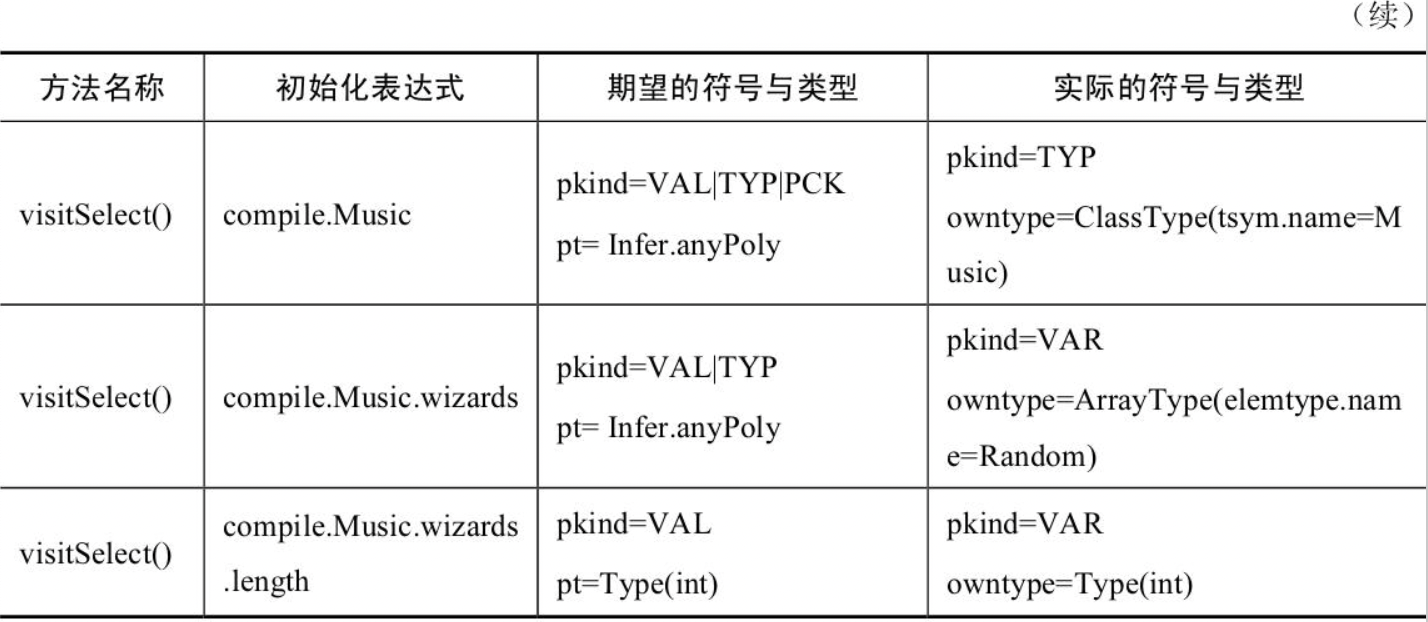 （续）
方法名称 初始化表达式 期望的符号与类型 实际的符号与类型
visitSelect() compile.Music pkind=VAL|TYP|PCK
pt= Infer.anyPoly pkind=TYP
owntype=ClassType(tsym.name=M
usic)
visitSelect() compile.Music.wizards pkind=VAL|TYP
pt= Infer.anyPoly pkind=VAR
owntype=ArrayType(elemtype.nam
e=Random)
visitSelect() compile.Music.wizards
.length pkind=VAL
pt=Type(int) pkind=VAR
owntype=Type(int)